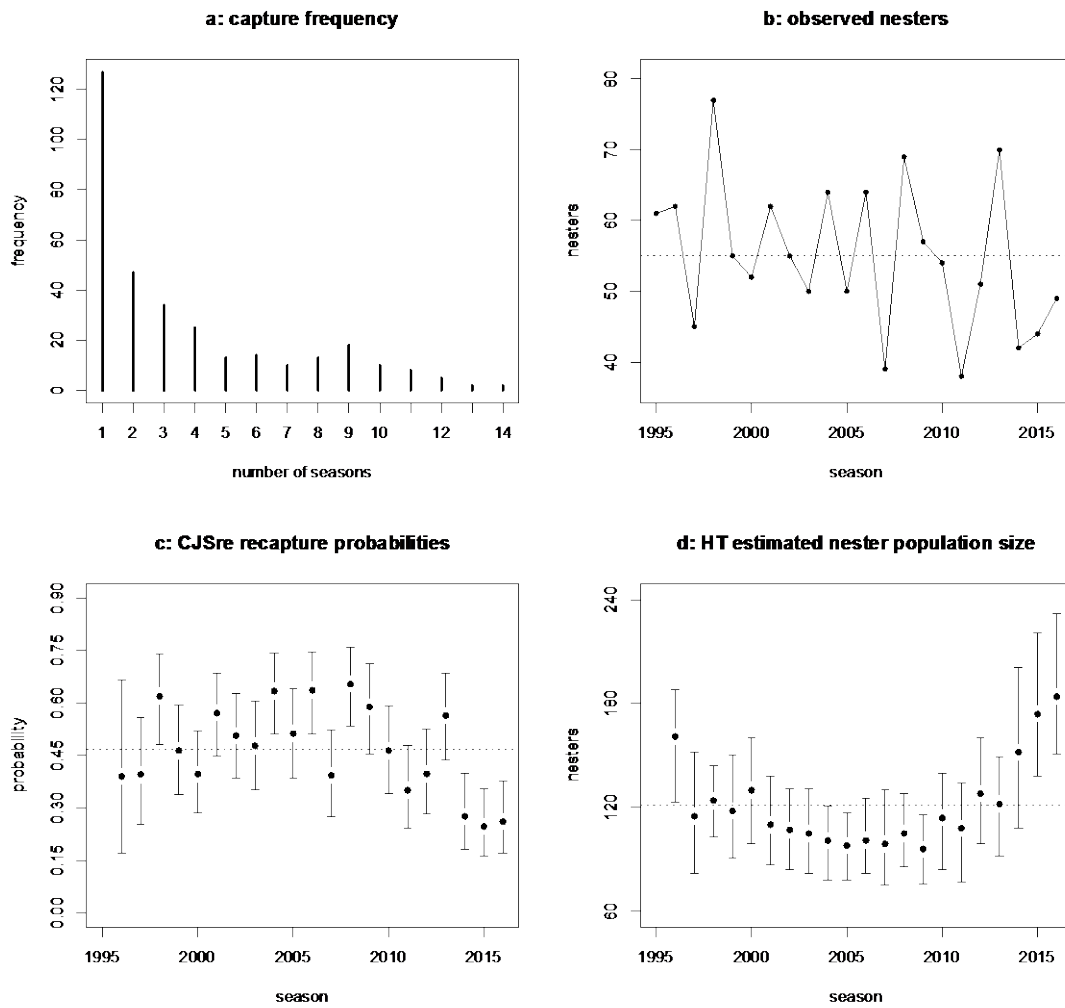 a: capture frequency
120
100
80
60
40
20
0
frequency
1 2 3 4 5 6 7 8 9 10 12 14
number of seasons
b: observed nesters
80
70
60
50
40
nesters
1995 2000 2005 2010 2015
season
c: CJSre recapture probabilities
0.90
0.75
0.60
0.45
0.30
0.15
0.00
probability
1995 2000 2005 2010 2015
season
d: HT estimated nester population size
240
180
120
60
nesters
1995 2000 2005 2010 2015
season